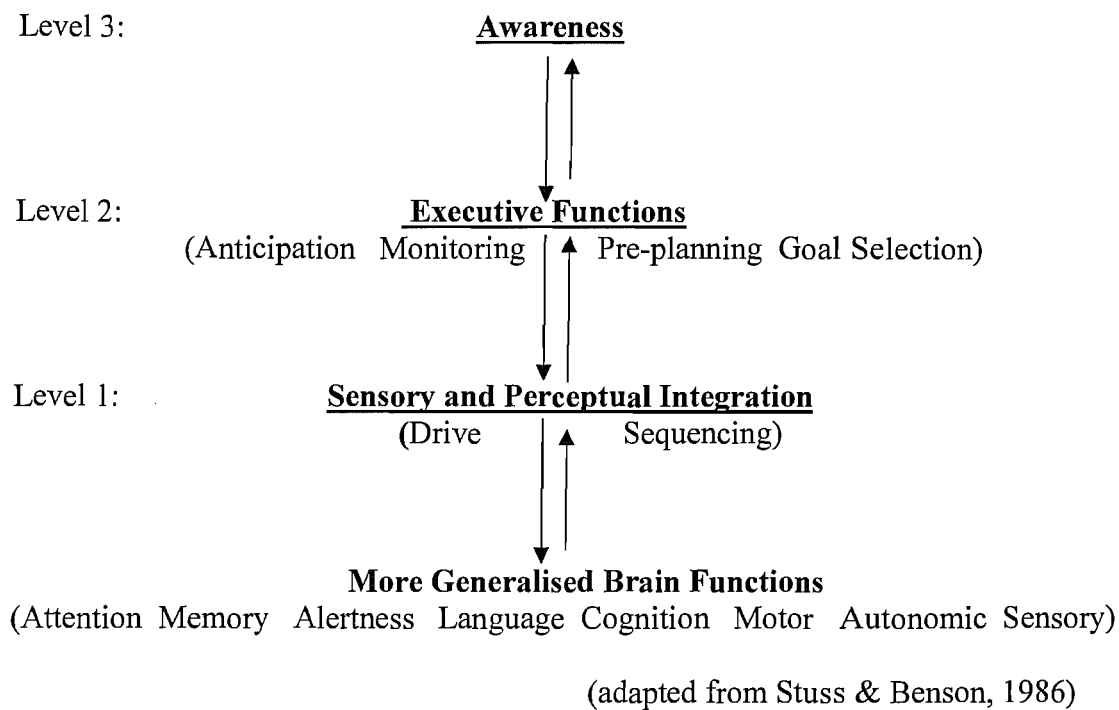 Level 3: Awareness
Level 2: Executive Functions
(Anticipation Monitoring Pre-planning Goal Selection)
Level 1: Sensory and Perceptual Integration
(Drive Sequencing)
More Generalised Brain Functions
(Attention Memory Alertness Language Cognition Motor Autonomic Sensory)
(adapted from Stuss & Benson, 1986)